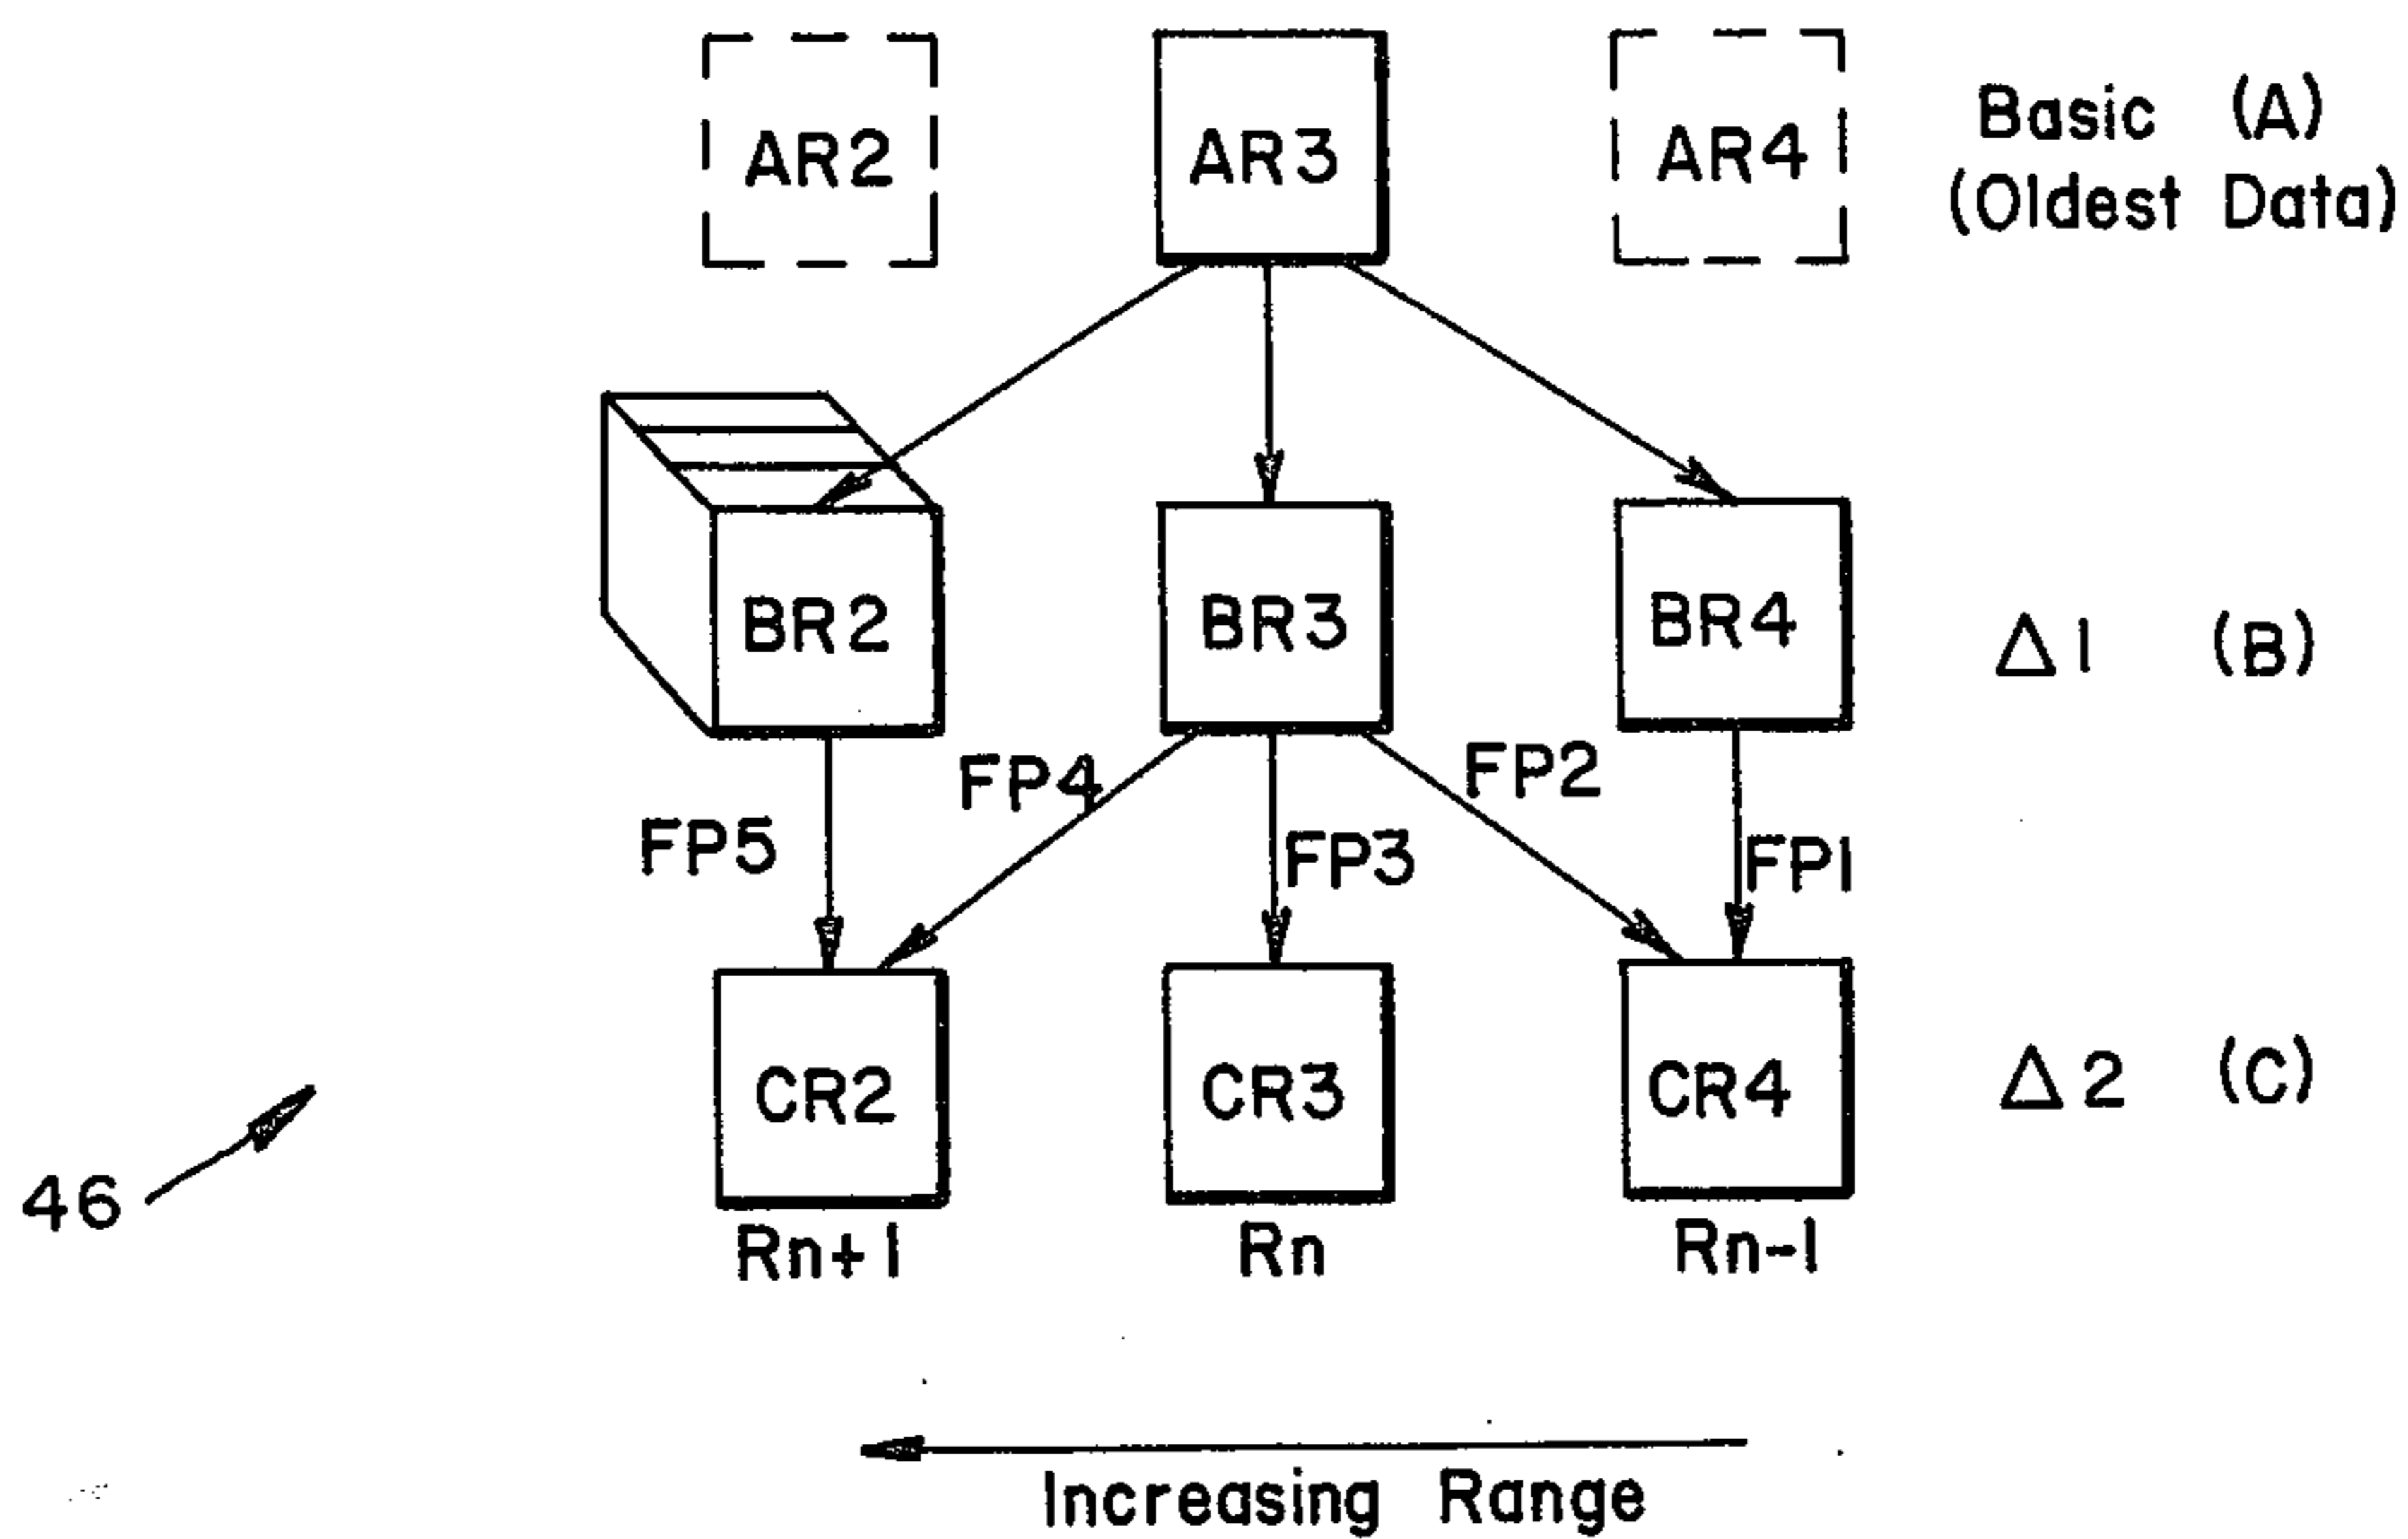 AR2 AR3 AR4 Basic (A)
(Oldest Data)
BR2 BR3 BR4 Δ1 (B)
FP5 FP4 FP3 FP2 FP1
CR2 CR3 CR4 Δ2 (C)
46
Rn+1 Rn Rn-1
Increasing Range